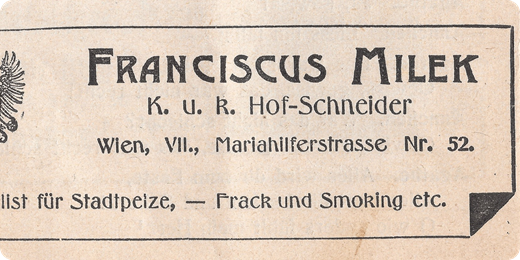 FRANCISCUS MILEK
K. u. k. Hof-Schneider
Wien, VII., Mariahilferstrasse Nr. 52.
list für Stadtpelze, — Frack und Smoking etc.